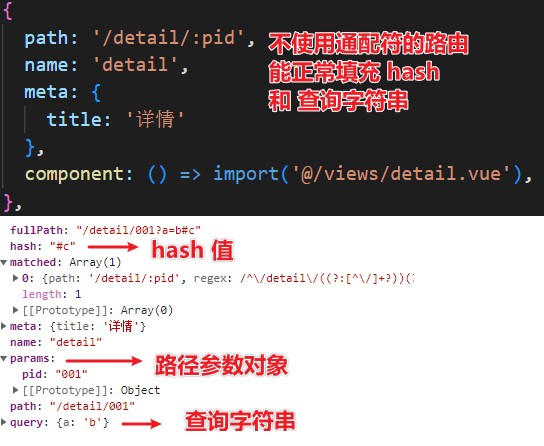 {
path: '/detail/:pid',
不使用通配符的路由
name: 'detail',
能正常填充 hash
meta: {
和 查询字符串
title: '详情'
},
component: () => import('@/views/detail.vue'),
},
fullPath: "/detail/001?a=b#c"
hash: "#c"
hash 值
matched: Array(1)
0: {path: '/detail/:pid', regex: /^\/detail\/((?:[^\/]+?))(?
length: 1
[[Prototype]]: Array(0)
meta: {title: '详情'}
name: "detail"
params:
路径参数对象
pid: "001"
[[Prototype]]: Object
path: "/detail/001"
query: {a: 'b'}
查询字符串